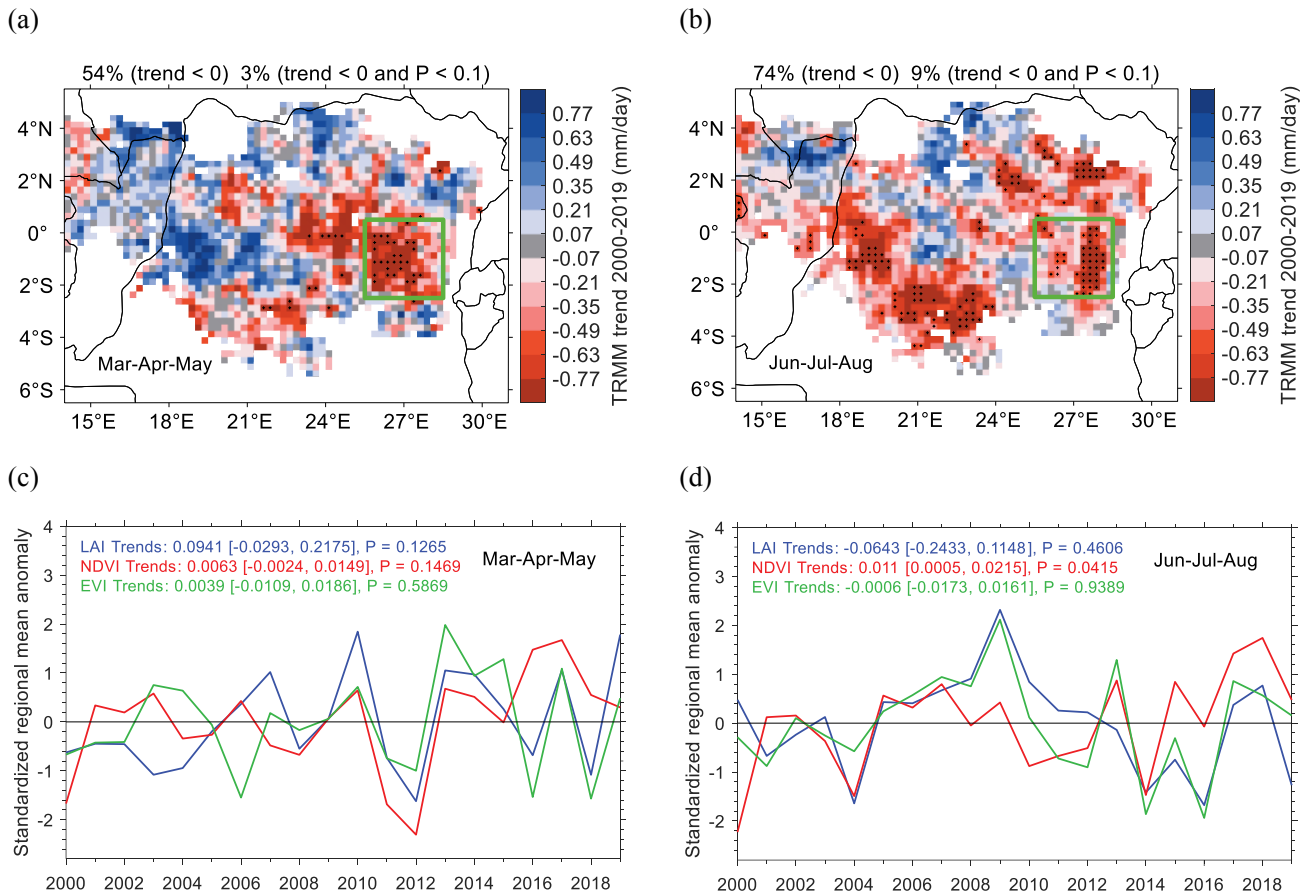 (a)
54% (trend < 0) 3% (trend < 0 and P < 0.1)
4°N
2°N
0°
2°S
4°S
6°S
15°E 18°E 21°E 24°E 27°E 30°E
Mar-Apr-May
0.77
0.63
0.49
0.35
0.21
0.07
-0.07
-0.21
-0.35
-0.49
-0.63
-0.77
TRMM trend 2000-2019 (mm/day)
(b)
74% (trend < 0) 9% (trend < 0 and P < 0.1)
4°N
2°N
0°
2°S
4°S
6°S
15°E 18°E 21°E 24°E 27°E 30°E
Jun-Jul-Aug
0.77
0.63
0.49
0.35
0.21
0.07
-0.07
-0.21
-0.35
-0.49
-0.63
-0.77
TRMM trend 2000-2019 (mm/day)
(c)
Standardized regional mean anomaly
4
3
2
1
0
-1
-2
LAI Trends: 0.0941 [-0.0293, 0.2175], P = 0.1265
NDVI Trends: 0.0063 [-0.0024, 0.0149], P = 0.1469
EVI Trends: 0.0039 [-0.0109, 0.0186], P = 0.5869
Mar-Apr-May
2000 2002 2004 2006 2008 2010 2012 2014 2016 2018
(d)
Standardized regional mean anomaly
4
3
2
1
0
-1
-2
LAI Trends: -0.0643 [-0.2433, 0.1148], P = 0.4606
NDVI Trends: 0.011 [0.0005, 0.0215], P = 0.0415
EVI Trends: -0.0006 [-0.0173, 0.0161], P = 0.9389
Jun-Jul-Aug
2000 2002 2004 2006 2008 2010 2012 2014 2016 2018